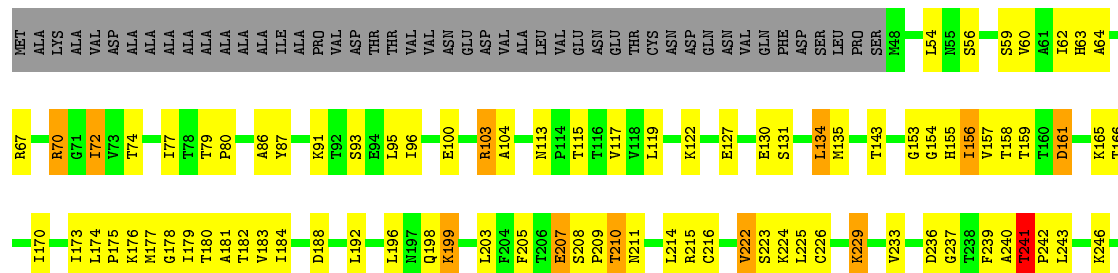 MET ALA LYS ALA VAL ASP ALA ALA ALA ALA ALA ALA ALA ALA ILE ALA PRO VAL ASP THR THR VAL VAL ASN GLU ASP VAL ALA LEU VAL GLU ASN GLU THR CYS ASN ASP GLN ASN VAL GLN PHE ASP SER LEU PRO SER M48 L54 N55 S56 S59 V60 A61 I62 H63 A64
R67 R70 G71 I72 V73 T74 I77 T78 T79 P80 A86 Y87 K91 T92 S93 E94 L95 I96 E100 R103 A104 N113 P114 T115 T116 V117 V118 L119 K122 E127 E130 S131 L134 M135 T143 G153 G154 H155 I156 V157 T158 T159 T160 D161 K165 T166
I170 I173 L174 P175 K176 M177 G178 I179 T180 A181 T182 V183 I184 D188 L192 L196 N197 Q198 K199 L203 F204 F205 T206 E207 S208 P209 T210 N211 L214 R215 C216 V222 S223 K224 L225 C226 K229 V233 D236 G237 T238 F239 A240 T241 P242 L243 K246